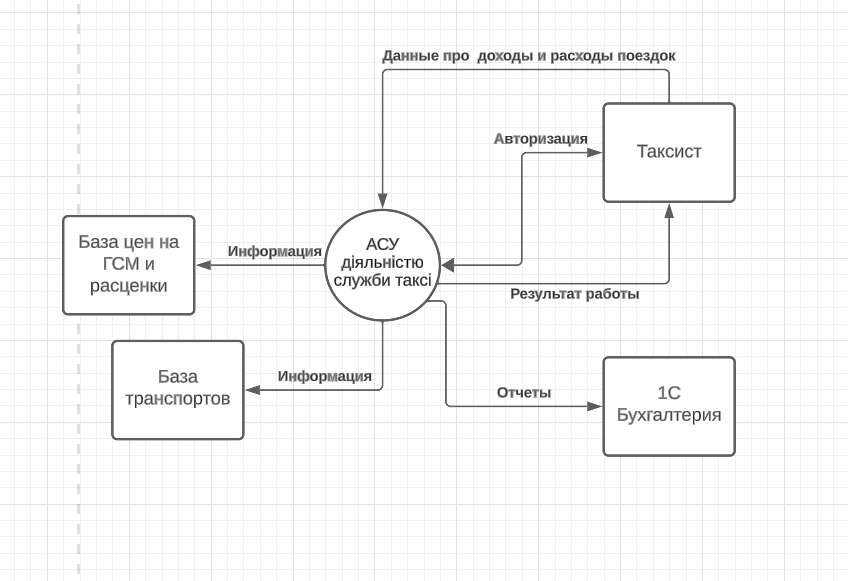 Данные про доходы и расходы поездок
Авторизация
Таксист
База цен на
ГСМ и
расценки
Информация
АСУ
діяльністю
служби таксі
Результат работы
База
транспортов
Информация
Отчеты
1С
Бухгалтерия